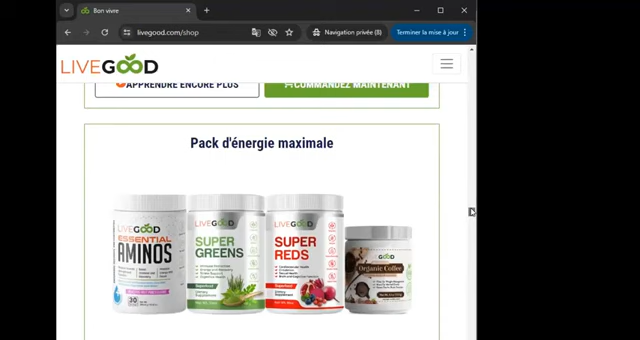 Bon vivre
livegood.com/shop
Navigation privée (8)
Terminer la mise à jour
LIVEGOOD
APPRENDRE ENCORE PLUS
COMMANDEZ MAINTENANT
Pack d'énergie maximale
LIVEGOOD
ESSENTIAL
AMINOS
30
LIVEGOOD
SUPER
GREENS
LIVEGOOD
SUPER
REDS
GOOD
Organic Coffee